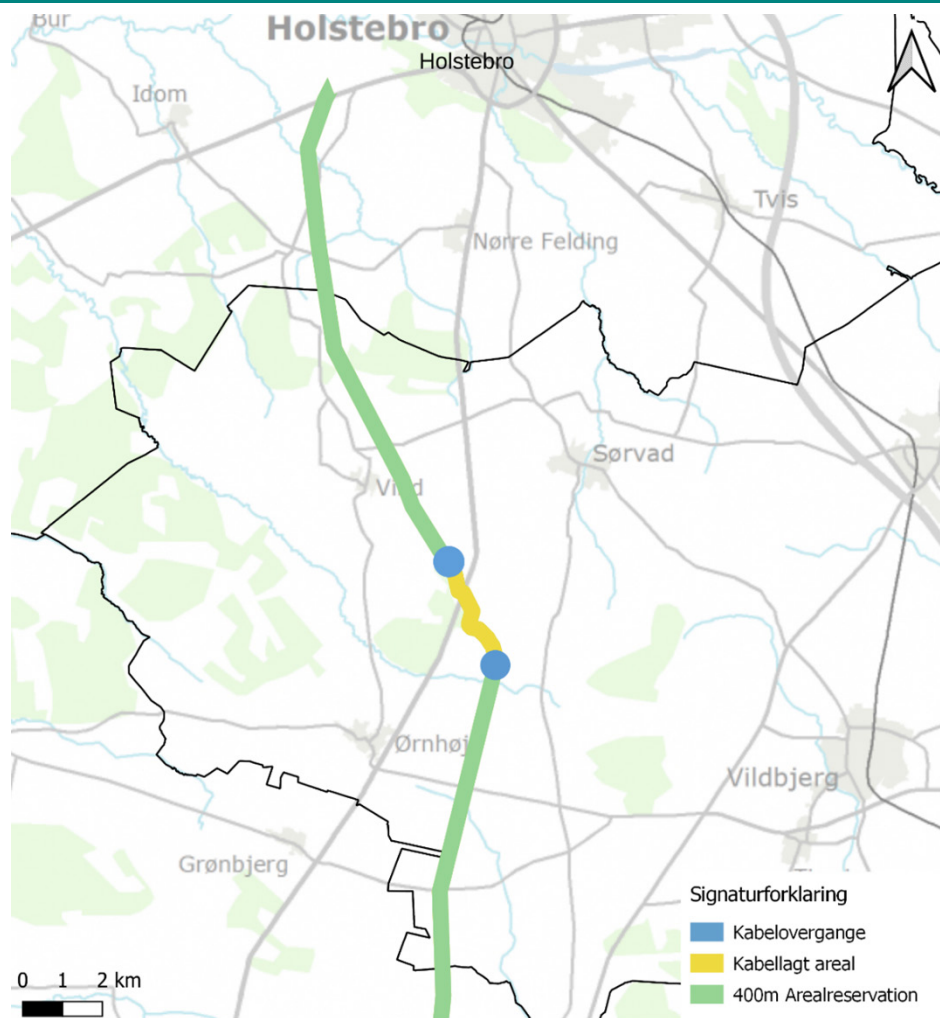 Bur
Holstebro
Holstebro
Idom
Tvis
Nørre Felding
Sørvad
Ørnhøj
Vildbjerg
Grønbjerg
Signaturforklaring
Kabelovergange
Kabellagt areal
400m Arealreservation
0 1 2 km